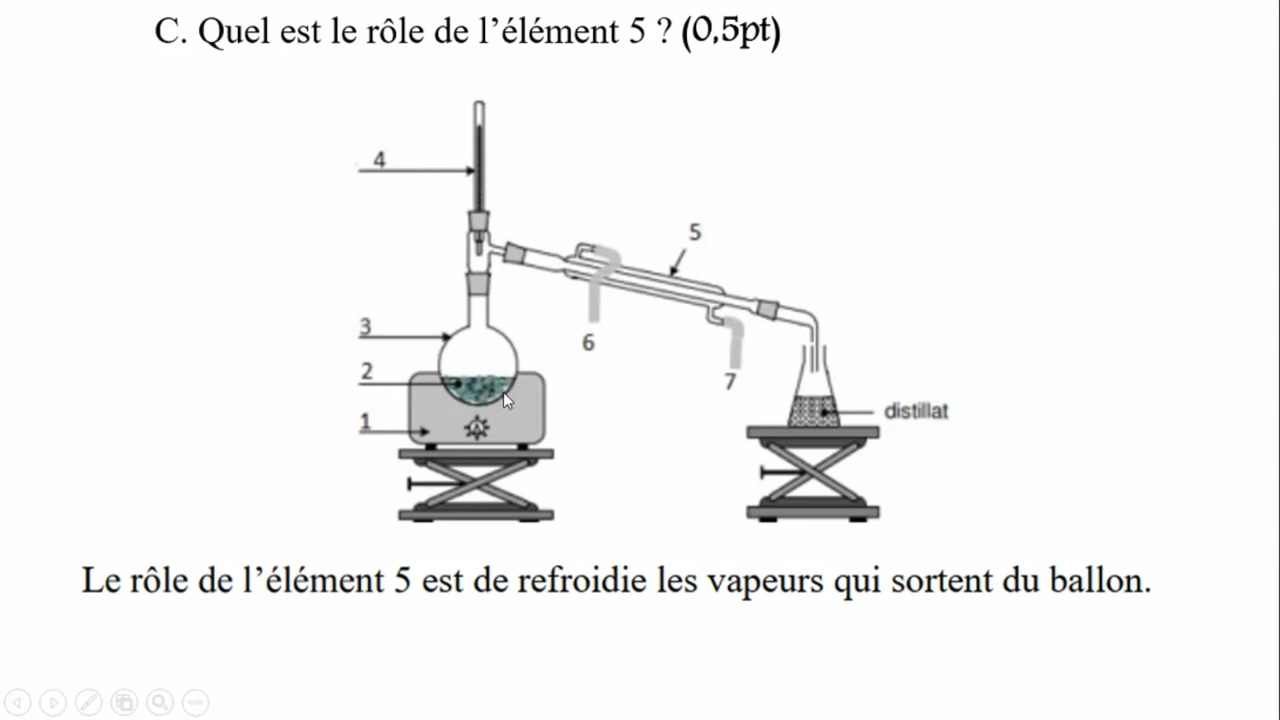 C. Quel est le rôle de l’élément 5 ? (0,5pt)
4
5
6
3
7
2
distillat
1
Le rôle de l’élément 5 est de refroidie les vapeurs qui sortent du ballon.